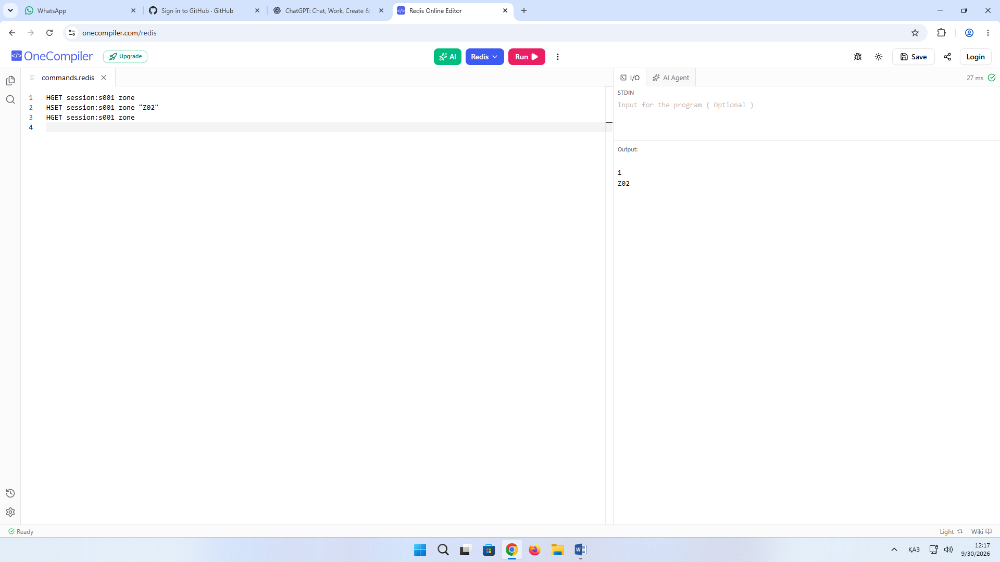 WhatsApp
Sign in to GitHub · GitHub
ChatGPT: Chat, Work, Create &
Redis Online Editor
onecompiler.com/redis
OneCompiler
Upgrade
AI
Redis
Run
Save
Login
commands.redis
I/O
AI Agent
27 ms
1 HGET session:s001 zone
2 HSET session:s001 zone "Z02"
3 HGET session:s001 zone
4
STDIN
Input for the program ( Optional )
Output:
1
Z02
Ready
Light
Wiki
ҚАЗ
12:17
9/30/2026